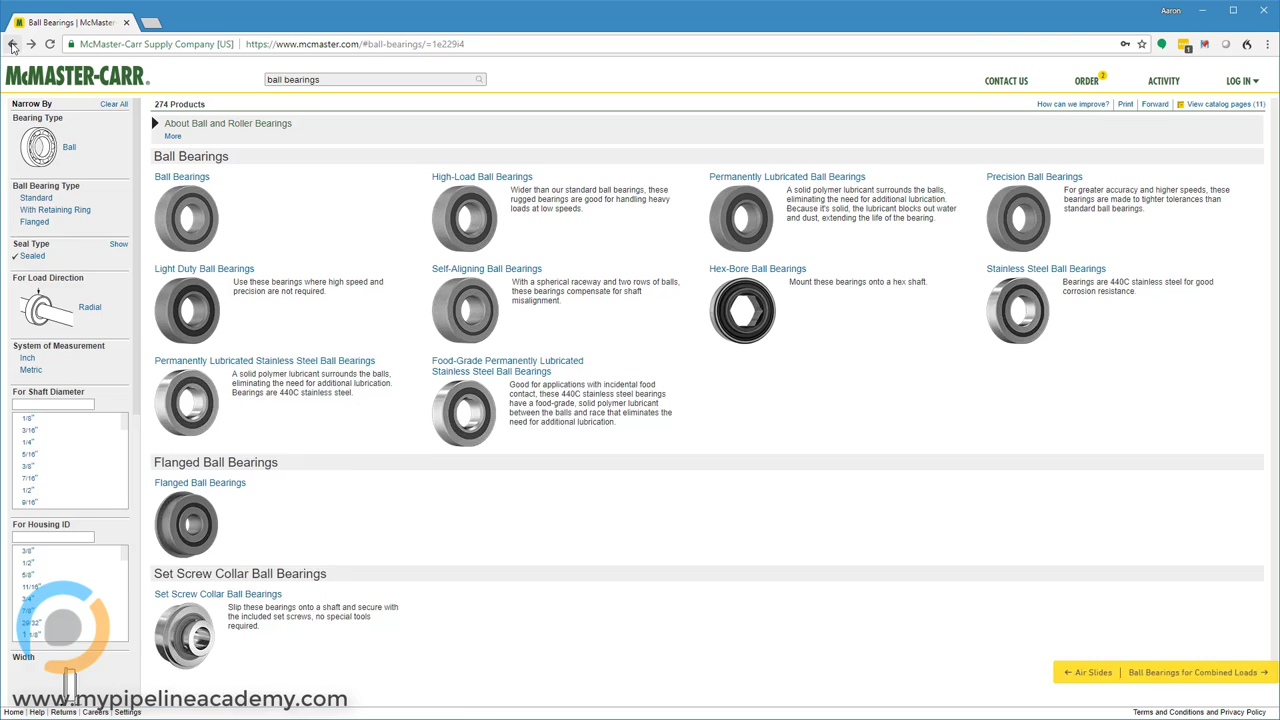 Aaron
Ball Bearings | McMaster-
McMaster-Carr Supply Company [US]
https://www.mcmaster.com/#ball-bearings/=1e229i4
McMASTER-CARR.
ball bearings
CONTACT US
ORDER
2
ACTIVITY
LOG IN
Narrow By
Clear All
Bearing Type
Ball
Ball Bearing Type
Standard
With Retaining Ring
Flanged
Seal Type
Show
Sealed
For Load Direction
Radial
System of Measurement
Inch
Metric
For Shaft Diameter
1/8"
3/16"
1/4"
5/16"
3/8"
7/16"
1/2"
9/16"
For Housing ID
3/8"
1/2"
5/8"
11/16"
3/4"
7/8"
29/32"
1 1/8"
Width
274 Products
How can we improve?
Print
Forward
View catalog pages (11)
About Ball and Roller Bearings
More
Ball Bearings
Ball Bearings
High-Load Ball Bearings
Wider than our standard ball bearings, these
rugged bearings are good for handling heavy
loads at low speeds.
Permanently Lubricated Ball Bearings
A solid polymer lubricant surrounds the balls,
eliminating the need for additional lubrication.
Because it's solid, the lubricant blocks out water
and dust, extending the life of the bearing.
Precision Ball Bearings
For greater accuracy and higher speeds, these
bearings are made to tighter tolerances than
standard ball bearings.
Light Duty Ball Bearings
Use these bearings where high speed and
precision are not required.
Self-Aligning Ball Bearings
With a spherical raceway and two rows of balls,
these bearings compensate for shaft
misalignment.
Hex-Bore Ball Bearings
Mount these bearings onto a hex shaft.
Stainless Steel Ball Bearings
Bearings are 440C stainless steel for good
corrosion resistance.
Permanently Lubricated Stainless Steel Ball Bearings
A solid polymer lubricant surrounds the balls,
eliminating the need for additional lubrication.
Bearings are 440C stainless steel.
Food-Grade Permanently Lubricated
Stainless Steel Ball Bearings
Good for applications with incidental food
contact, these 440C stainless steel bearings
have a food-grade, solid polymer lubricant
between the balls and race that eliminates the
need for additional lubrication.
Flanged Ball Bearings
Flanged Ball Bearings
Set Screw Collar Ball Bearings
Set Screw Collar Ball Bearings
Slip these bearings onto a shaft and secure with
the included set screws, no special tools
required.
Air Slides
Ball Bearings for Combined Loads
www.mypipelineacademy.com
Home
Help
Returns
Careers
Settings
Terms and Conditions and Privacy Policy